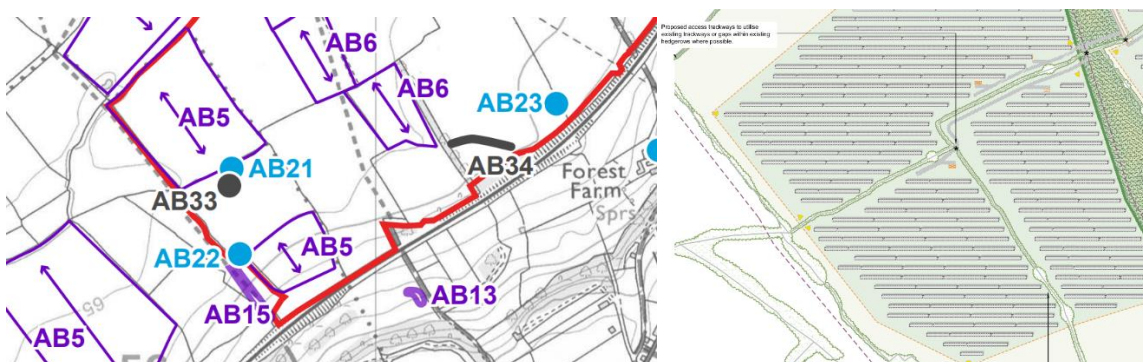 AB6
AB6
AB5
AB23
AB21
AB34
AB33
Forest
Farm
Sprs
AB5
AB22
AB13
AB15
AB5
65
Proposed access trackways to utilise
existing trackways or gaps within existing
hedgerows where possible.